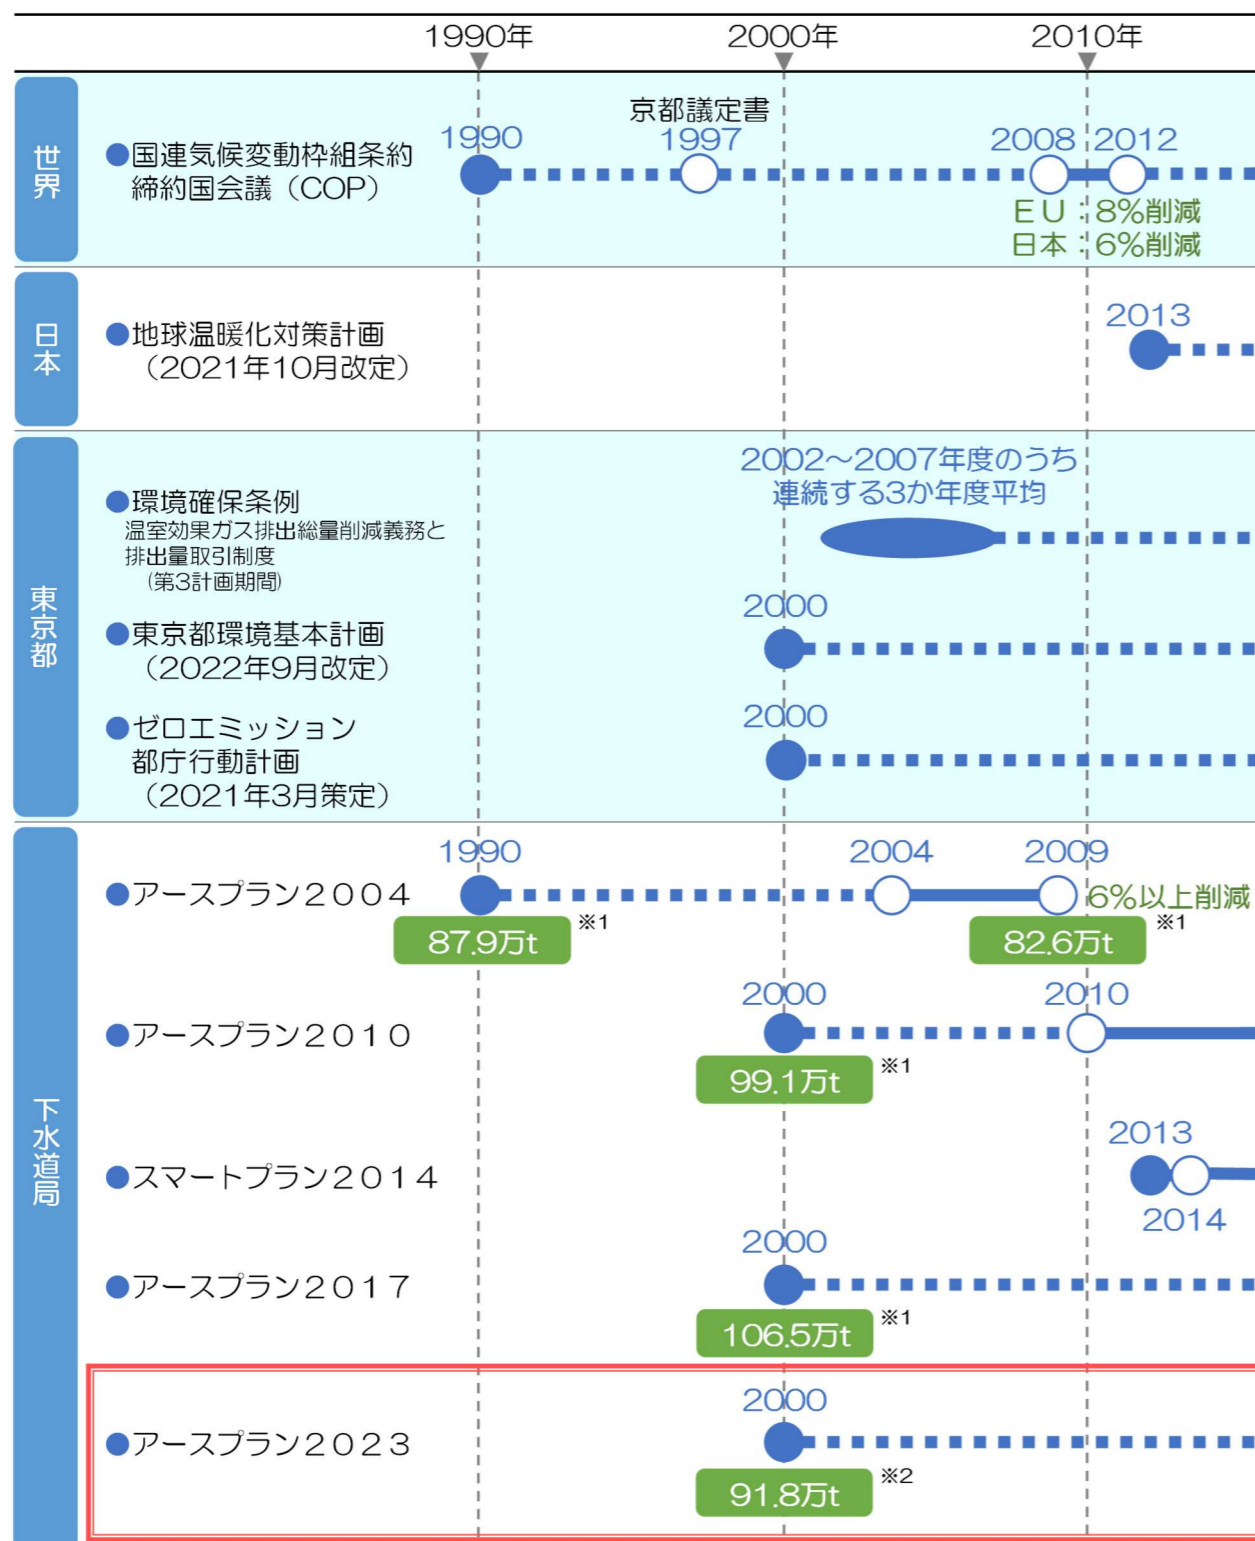 1990年
2000年
2010年
世界
●国連気候変動枠組条約
締約国会議（COP）
京都議定書
1990
1997
2008
2012
EU：8%削減
日本：6%削減
日本
●地球温暖化対策計画
（2021年10月改定）
2013
東京都
●環境確保条例
温室効果ガス排出総量削減義務と
排出量取引制度
（第3計画期間）
2002～2007年度のうち
連続する3か年度平均
●東京都環境基本計画
（2022年9月改定）
2000
●ゼロエミッション
都庁行動計画
（2021年3月策定）
2000
下水道局
●アースプラン２００４
1990
2004
2009
6%以上削減
87.9万t
※1
82.6万t
※1
●アースプラン２０１０
2000
2010
99.1万t
※1
●スマートプラン２０１４
2013
2014
●アースプラン２０１７
2000
106.5万t
※1
●アースプラン２０２３
2000
91.8万t
※2